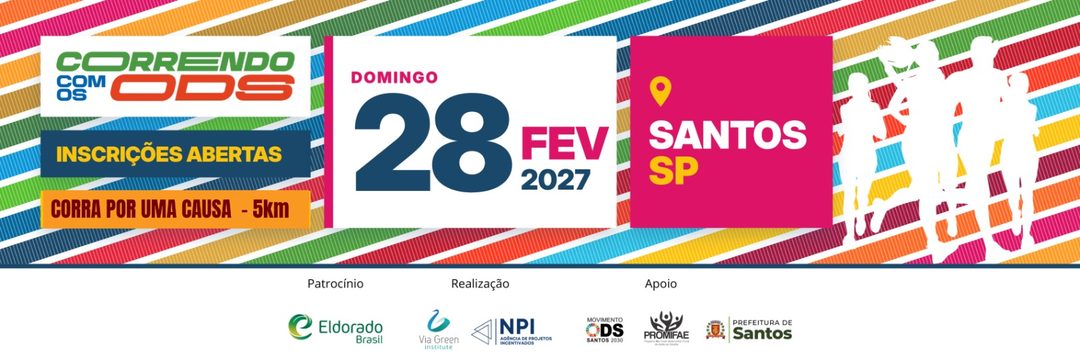 CORRENDO
COM OS ODS
INSCRIÇÕES ABERTAS
CORRA POR UMA CAUSA - 5km
DOMINGO
28 FEV
2027
SANTOS
SP
Patrocínio
Realização
Apoio
Eldorado
Brasil
Via Green
Institute
NPI
AGÊNCIA DE PROJETOS
INCENTIVADOS
MOVIMENTO
ODS
SANTOS 2030
PROMIFAE
PREFEITURA DE
Santos